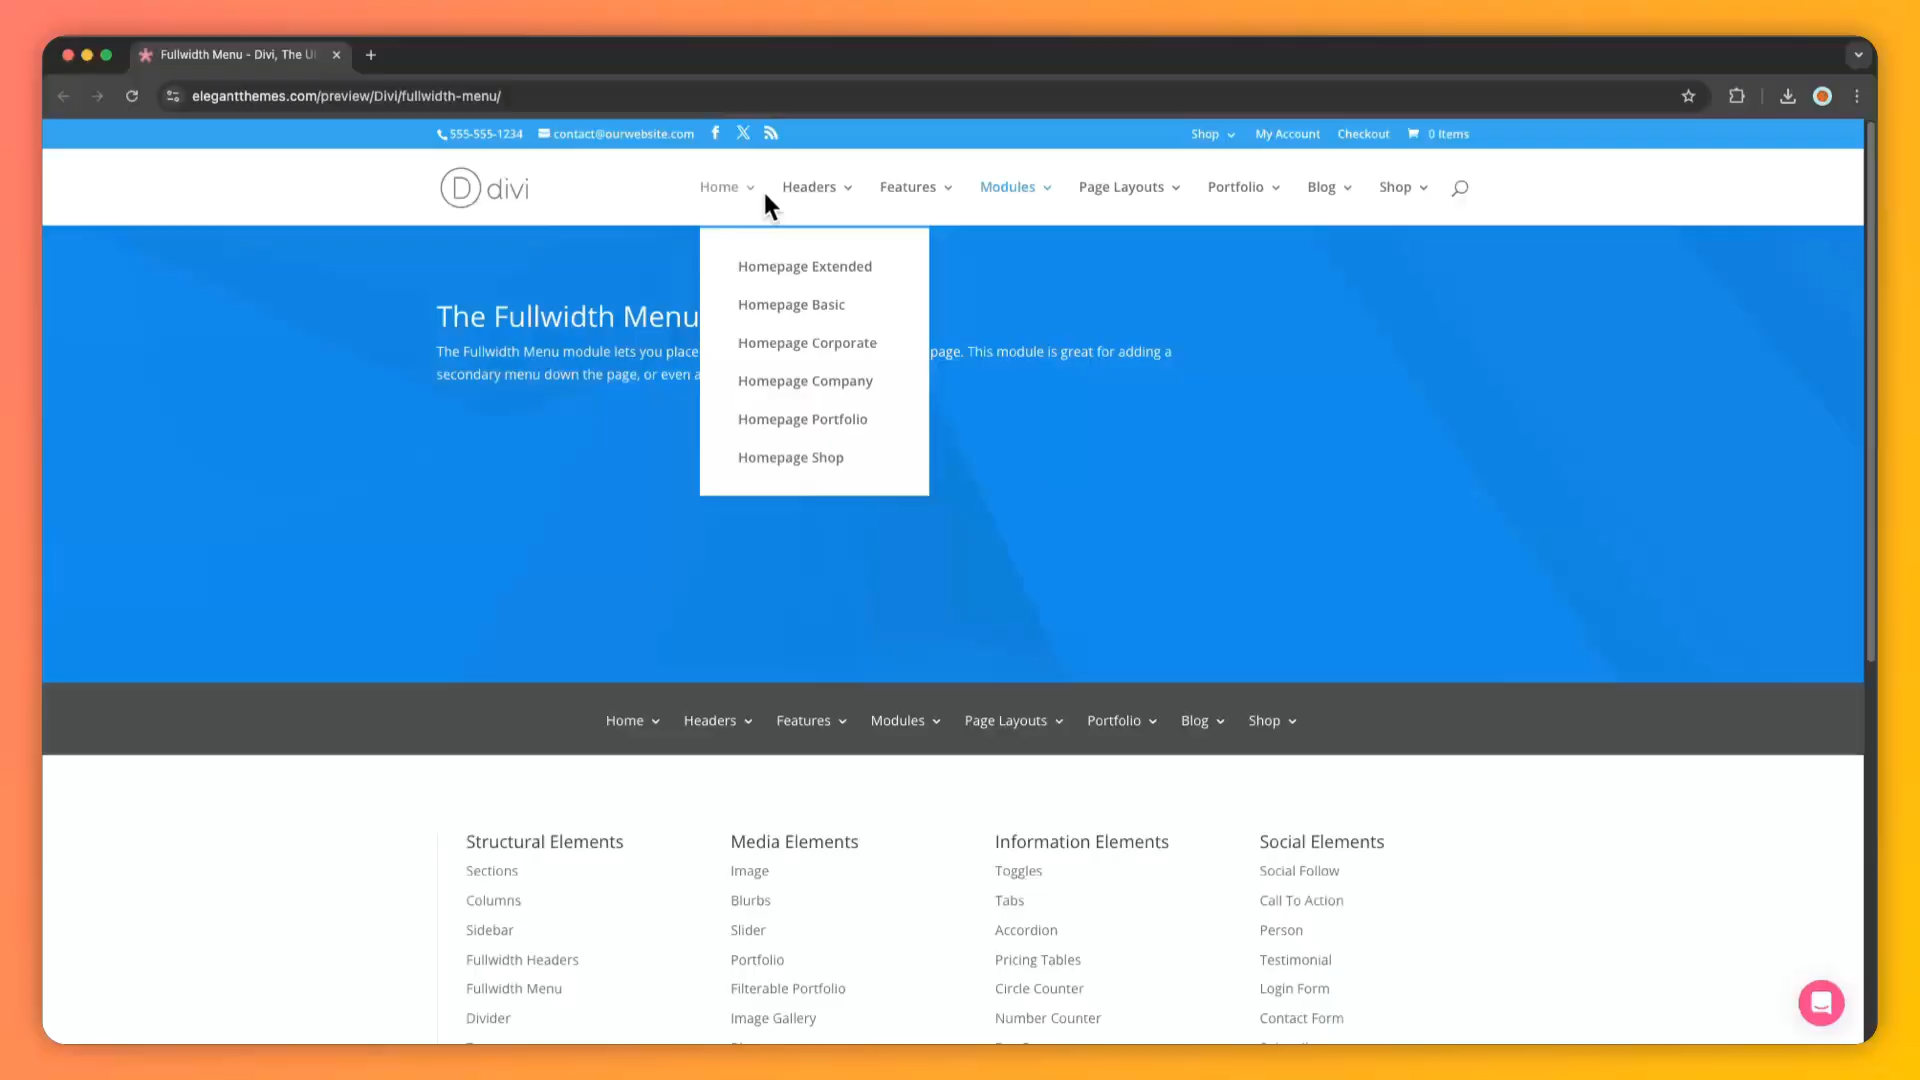 Fullwidth Menu - Divi, The Ul
elegantthemes.com/preview/Divi/fullwidth-menu/
555-555-1234 contact@ourwebsite.com Shop My Account Checkout 0 Items
D divi Home Headers Features Modules Page Layouts Portfolio Blog Shop
Homepage Extended
Homepage Basic
Homepage Corporate
Homepage Company
Homepage Portfolio
Homepage Shop
The Fullwidth Menu
The Fullwidth Menu module lets you place page. This module is great for adding a
secondary menu down the page, or even a
Home Headers Features Modules Page Layouts Portfolio Blog Shop
Structural Elements
Sections
Columns
Sidebar
Fullwidth Headers
Fullwidth Menu
Divider
Media Elements
Image
Blurbs
Slider
Portfolio
Filterable Portfolio
Image Gallery
Information Elements
Toggles
Tabs
Accordion
Pricing Tables
Circle Counter
Number Counter
Social Elements
Social Follow
Call To Action
Person
Testimonial
Login Form
Contact Form